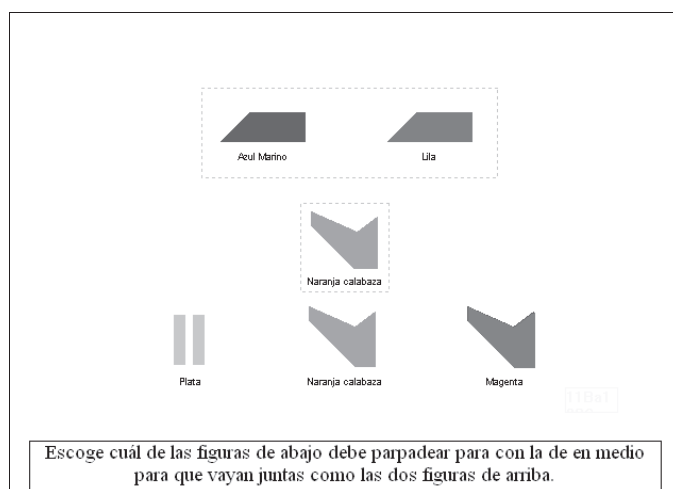 Azul Marino
Lila
Naranja calabaza
Plata
Naranja calabaza
Magenta
Escoge cuál de las figuras de abajo debe parpadear para con la de en medio
para que vayan juntas como las dos figuras de arriba.